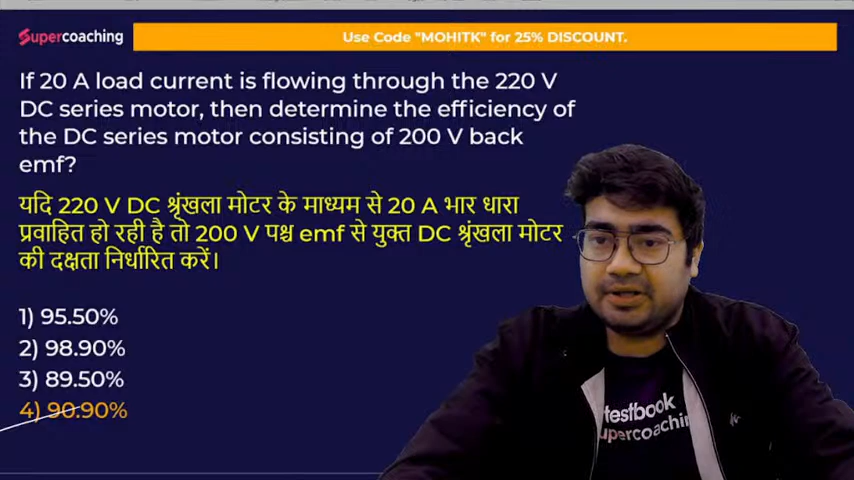 Supercoaching
Use Code "MOHITK" for 25% DISCOUNT.
If 20 A load current is flowing through the 220 V
DC series motor, then determine the efficiency of
the DC series motor consisting of 200 V back
emf?
यदि 220 V DC श्रृंखला मोटर के माध्यम से 20 A भार धारा
प्रवाहित हो रही है तो 200 V पश्च emf से युक्त DC श्रृंखला मोटर
की दक्षता निर्धारित करें।
1) 95.50%
2) 98.90%
3) 89.50%
4) 90.90%
testbook
upercoachin